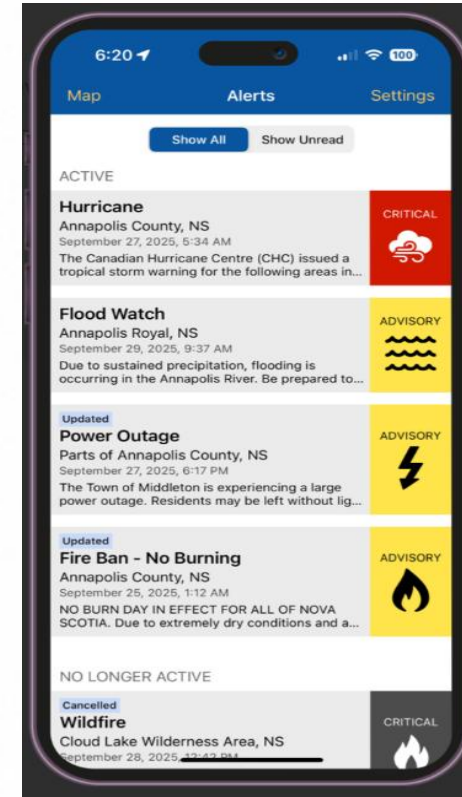 6:20
100
Map
Alerts
Settings
Show All
Show Unread
ACTIVE
Hurricane
Annapolis County, NS
September 27, 2025, 5:34 AM
The Canadian Hurricane Centre (CHC) issued a
tropical storm warning for the following areas in...
CRITICAL
Flood Watch
Annapolis Royal, NS
September 29, 2025, 9:37 AM
Due to sustained precipitation, flooding is
occurring in the Annapolis River. Be prepared to...
ADVISORY
Updated
Power Outage
Parts of Annapolis County, NS
September 27, 2025, 6:17 PM
The Town of Middleton is experiencing a large
power outage. Residents may be left without lig...
ADVISORY
Updated
Fire Ban - No Burning
Annapolis County, NS
September 25, 2025, 1:12 AM
NO BURN DAY IN EFFECT FOR ALL OF NOVA
SCOTIA. Due to extremely dry conditions and a...
ADVISORY
NO LONGER ACTIVE
Cancelled
Wildfire
Cloud Lake Wilderness Area, NS
September 28, 2025, 12:42 PM
CRITICAL